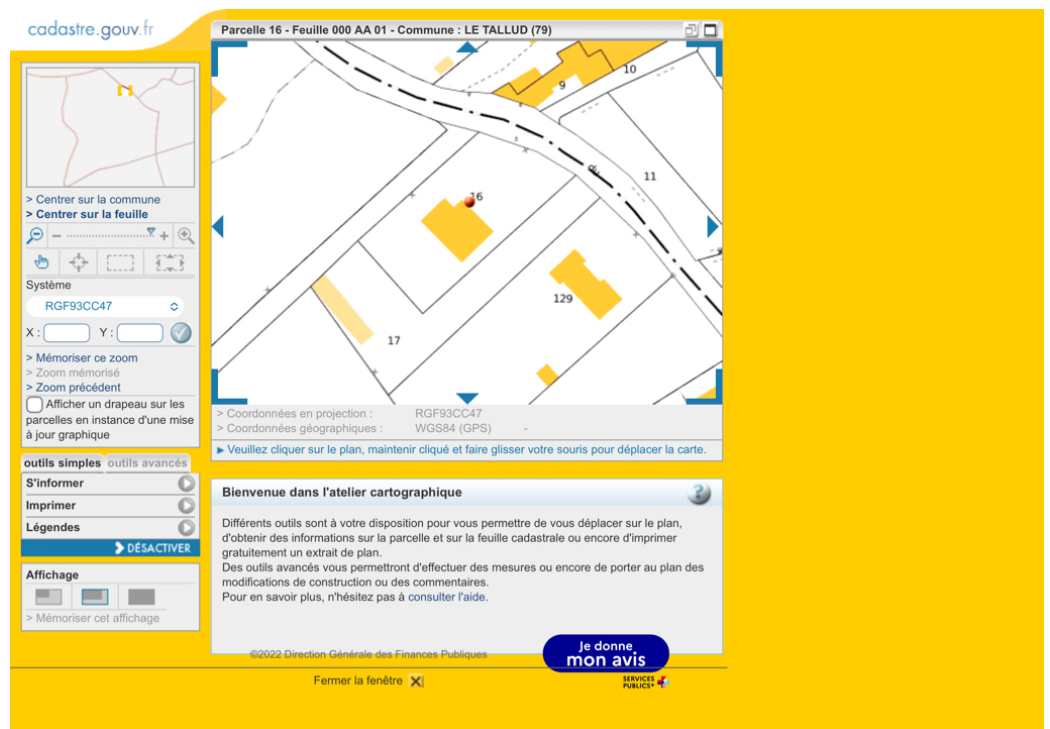 cadastre.gouv.fr
Parcelle 16 - Feuille 000 AA 01 - Commune : LE TALLUD (79)
10
9
11
16
129
17
> Centrer sur la commune
> Centrer sur la feuille
Système
RGF93CC47
X :
Y :
> Mémoriser ce zoom
> Zoom mémorisé
> Zoom précédent
Afficher un drapeau sur les
parcelles en instance d'une mise
à jour graphique
> Coordonnées en projection : RGF93CC47
> Coordonnées géographiques : WGS84 (GPS) -
Veuillez cliquer sur le plan, maintenir cliqué et faire glisser votre souris pour déplacer la carte.
outils simples outils avancés
S'informer
Imprimer
Légendes
DÉSACTIVER
Affichage
> Mémoriser cet affichage
Bienvenue dans l'atelier cartographique
?
Différents outils sont à votre disposition pour vous permettre de vous déplacer sur le plan,
d'obtenir des informations sur la parcelle et sur la feuille cadastrale ou encore d'imprimer
gratuitement un extrait de plan.
Des outils avancés vous permettront d'effectuer des mesures ou encore de porter au plan des
modifications de construction ou des commentaires.
Pour en savoir plus, n'hésitez pas à consulter l'aide.
©2022 Direction Générale des Finances Publiques
Je donne
mon avis
SERVICES
PUBLICS+
Fermer la fenêtre